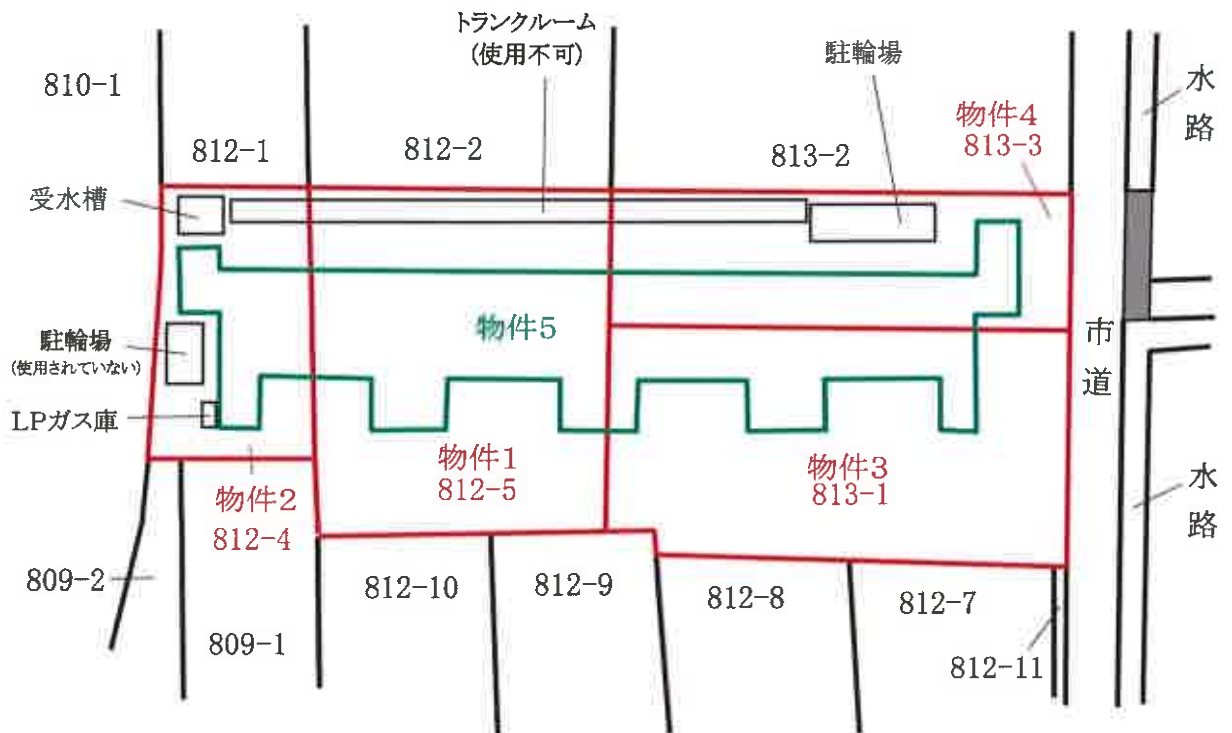 トランクルーム
(使用不可)
駐輪場
水路
810-1
物件4
813-3
812-1
812-2
813-2
受水槽
物件5
市道
駐輪場
(使用されていない)
LPガス庫
物件1
812-5
物件3
813-1
物件2
812-4
水路
809-2
812-10
812-9
812-8
812-7
809-1
812-11